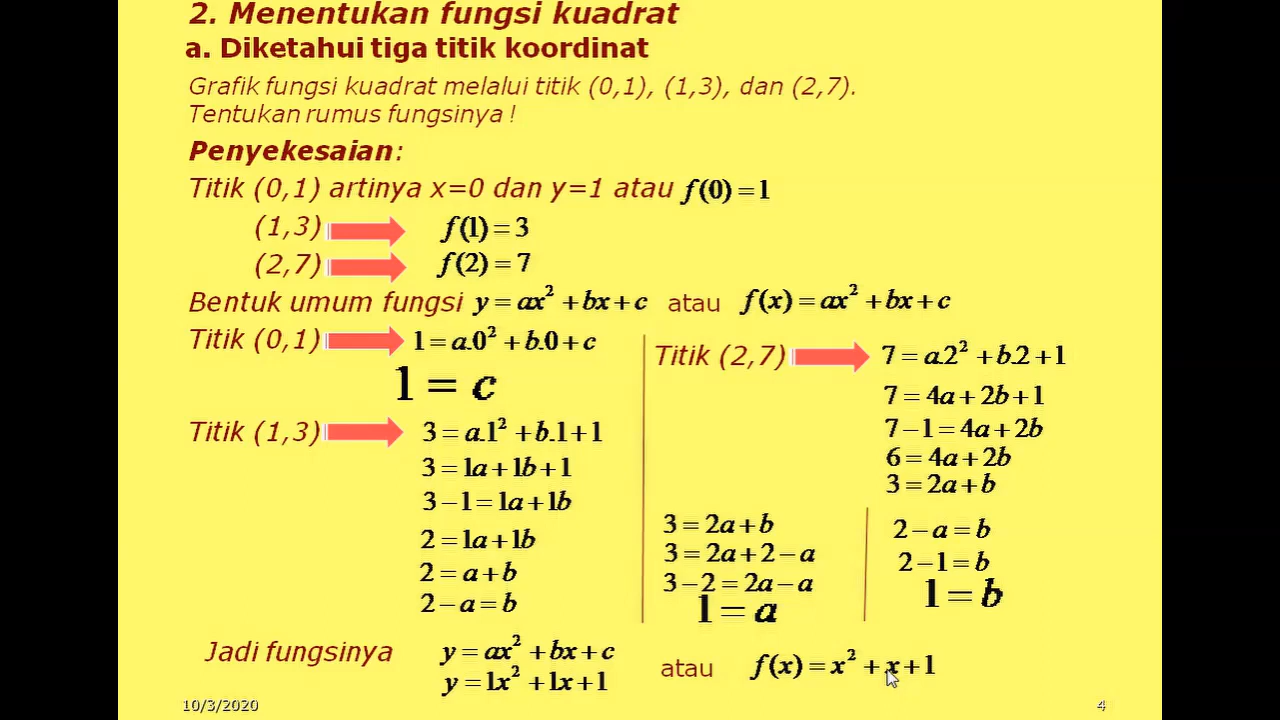 2. Menentukan fungsi kuadrat
a. Diketahui tiga titik koordinat
Grafik fungsi kuadrat melalui titik (0,1), (1,3), dan (2,7).
Tentukan rumus fungsinya !
Penyekesaian:
Titik (0,1) artinya x=0 dan y=1 atau f(0) = 1
(1,3) f(1) = 3
(2,7) f(2) = 7
Bentuk umum fungsi y = ax² + bx + c atau f(x) = ax² + bx + c
Titik (0,1) 1 = a.0² + b.0 + c
1 = c
Titik (1,3) 3 = a.1² + b.1 + 1
3 = 1a + 1b + 1
3 − 1 = 1a + 1b
2 = 1a + 1b
2 = a + b
2 − a = b
Titik (2,7) 7 = a.2² + b.2 + 1
7 = 4a + 2b + 1
7 − 1 = 4a + 2b
6 = 4a + 2b
3 = 2a + b
3 = 2a + b
3 = 2a + 2 − a
3 − 2 = 2a − a
1 = a
2 − a = b
2 − 1 = b
1 = b
Jadi fungsinya y = ax² + bx + c
y = 1x² + 1x + 1
atau f(x) = x² + x + 1
10/3/2020
4